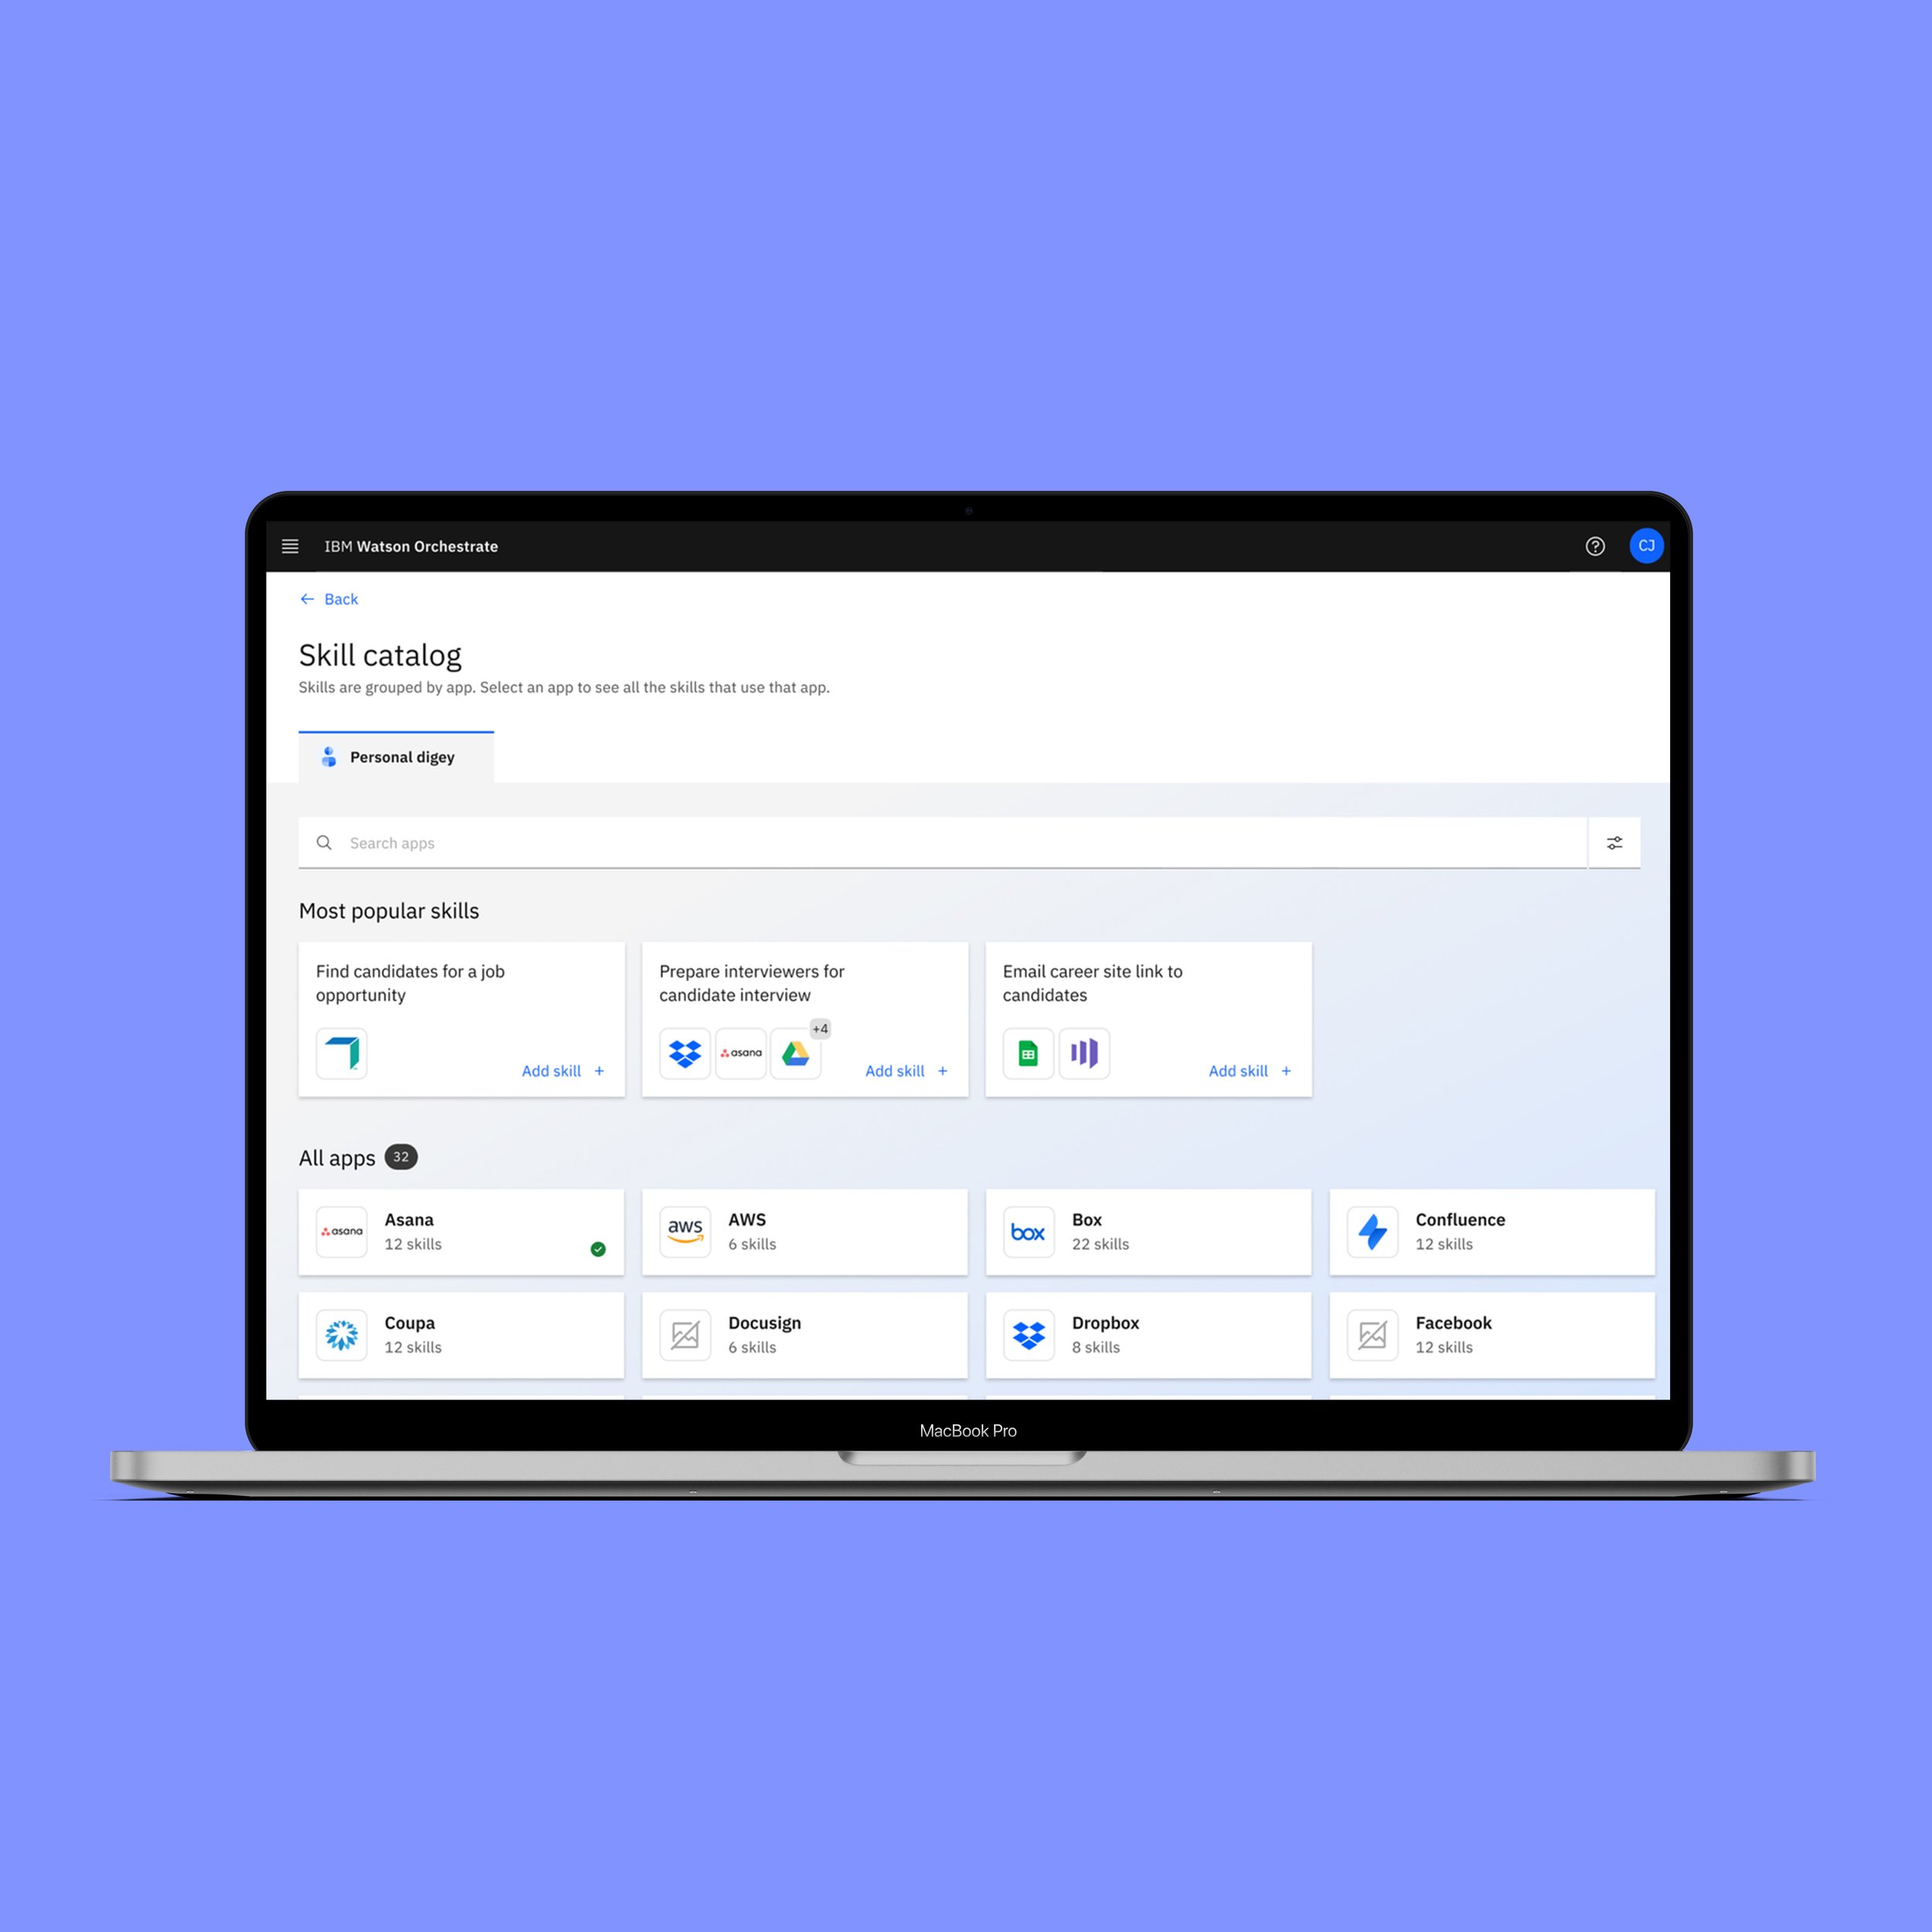 IBM Watson Orchestrate
CJ
Back
Skill catalog
Skills are grouped by app. Select an app to see all the skills that use that app.
Personal digey
Search apps
Most popular skills
Find candidates for a job
opportunity
Add skill +
Prepare interviewers for
candidate interview
asana
+4
Add skill +
Email career site link to
candidates
Add skill +
All apps 32
asana
Asana
12 skills
aws
AWS
6 skills
box
Box
22 skills
Confluence
12 skills
Coupa
12 skills
Docusign
6 skills
Dropbox
8 skills
Facebook
12 skills
MacBook Pro